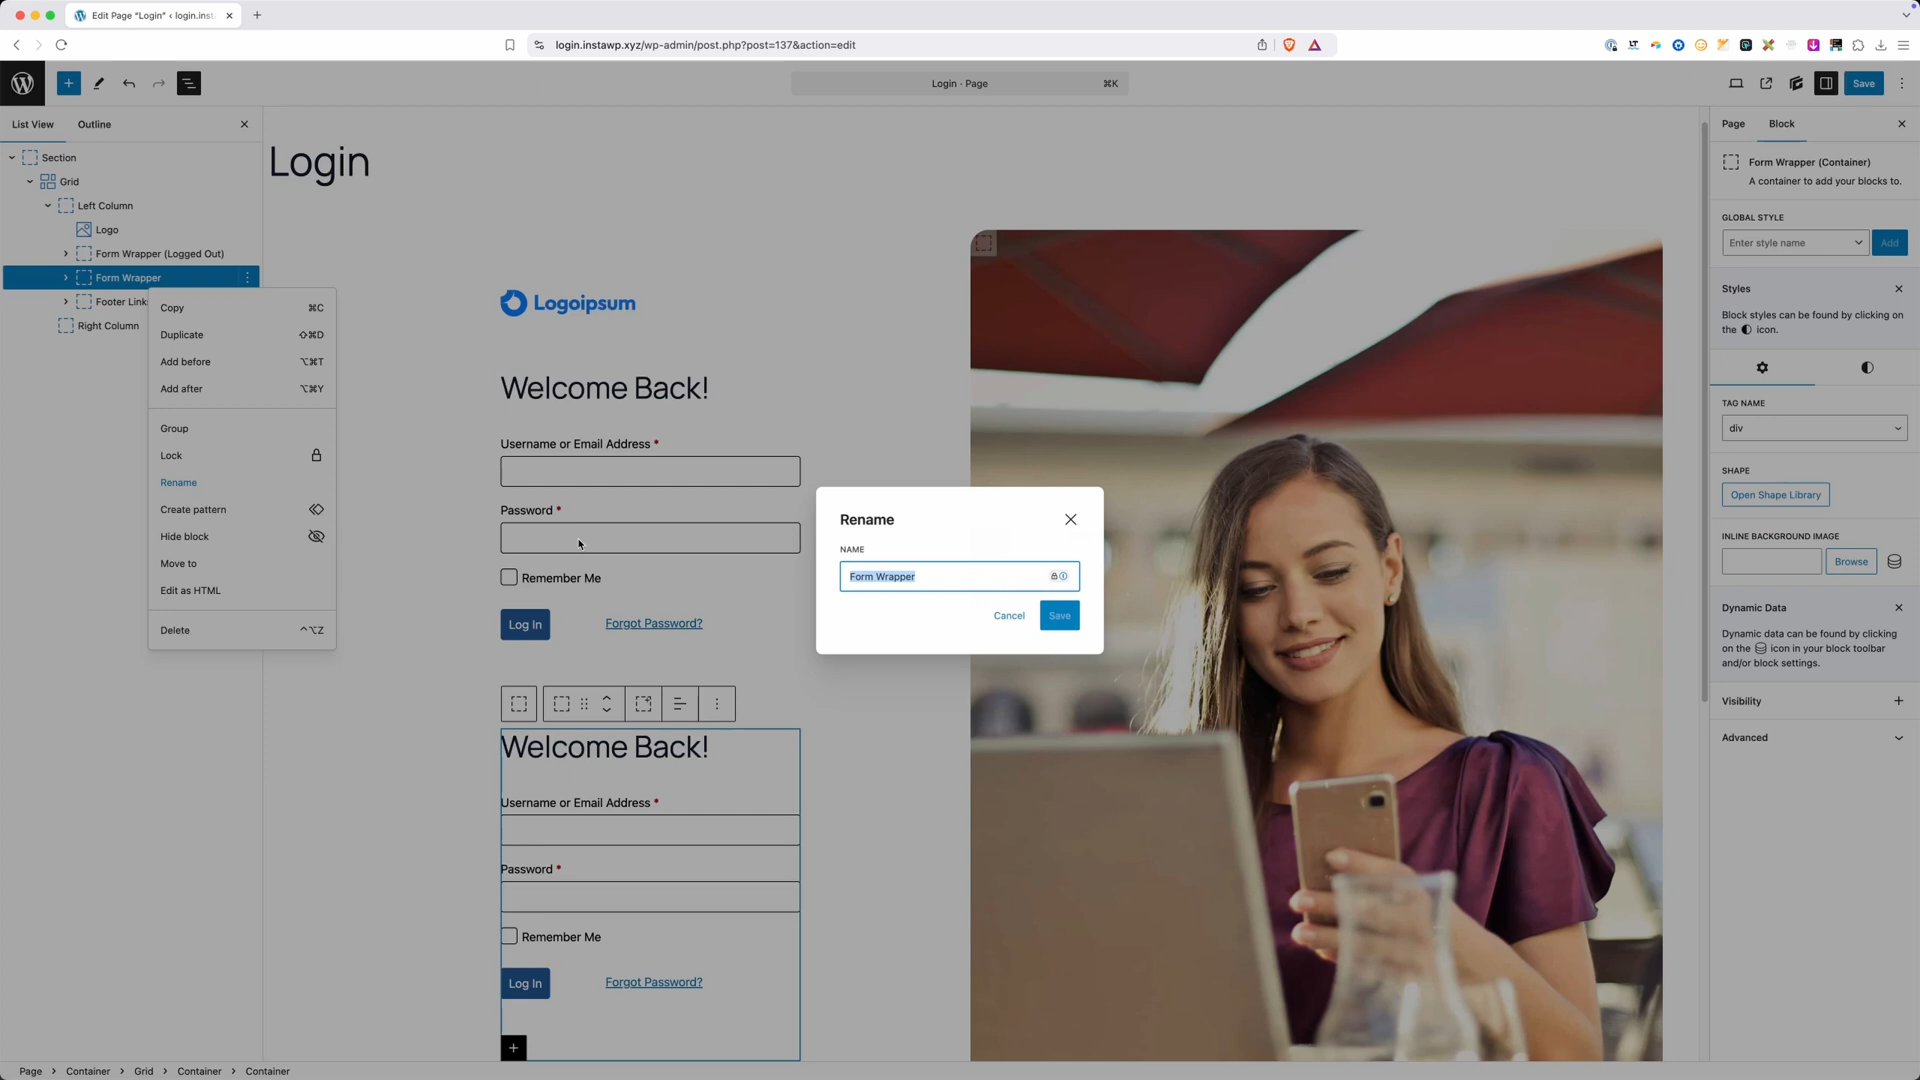 Edit Page “Login” ‹ login.inst
login.instawp.xyz/wp-admin/post.php?post=137&action=edit
Login · Page
⌘K
Save
List View
Outline
Section
Grid
Left Column
Logo
Form Wrapper (Logged Out)
Form Wrapper
Footer Link
Right Column
Copy ⌘C
Duplicate ⇧⌘D
Add before ⌥⌘T
Add after ⌥⌘Y
Group
Lock
Rename
Create pattern
Hide block
Move to
Edit as HTML
Delete ^⌥Z
Login
Logoipsum
Welcome Back!
Username or Email Address *
Password *
Remember Me
Log In
Forgot Password?
Welcome Back!
Username or Email Address *
Password *
Remember Me
Log In
Forgot Password?
Rename
NAME
Form Wrapper
Cancel
Save
Page
Block
Form Wrapper (Container)
A container to add your blocks to.
GLOBAL STYLE
Enter style name
Add
Styles
Block styles can be found by clicking on
the icon.
TAG NAME
div
SHAPE
Open Shape Library
INLINE BACKGROUND IMAGE
Browse
Dynamic Data
Dynamic data can be found by clicking
on the icon in your block toolbar
and/or block settings.
Visibility
Advanced
Page > Container > Grid > Container > Container